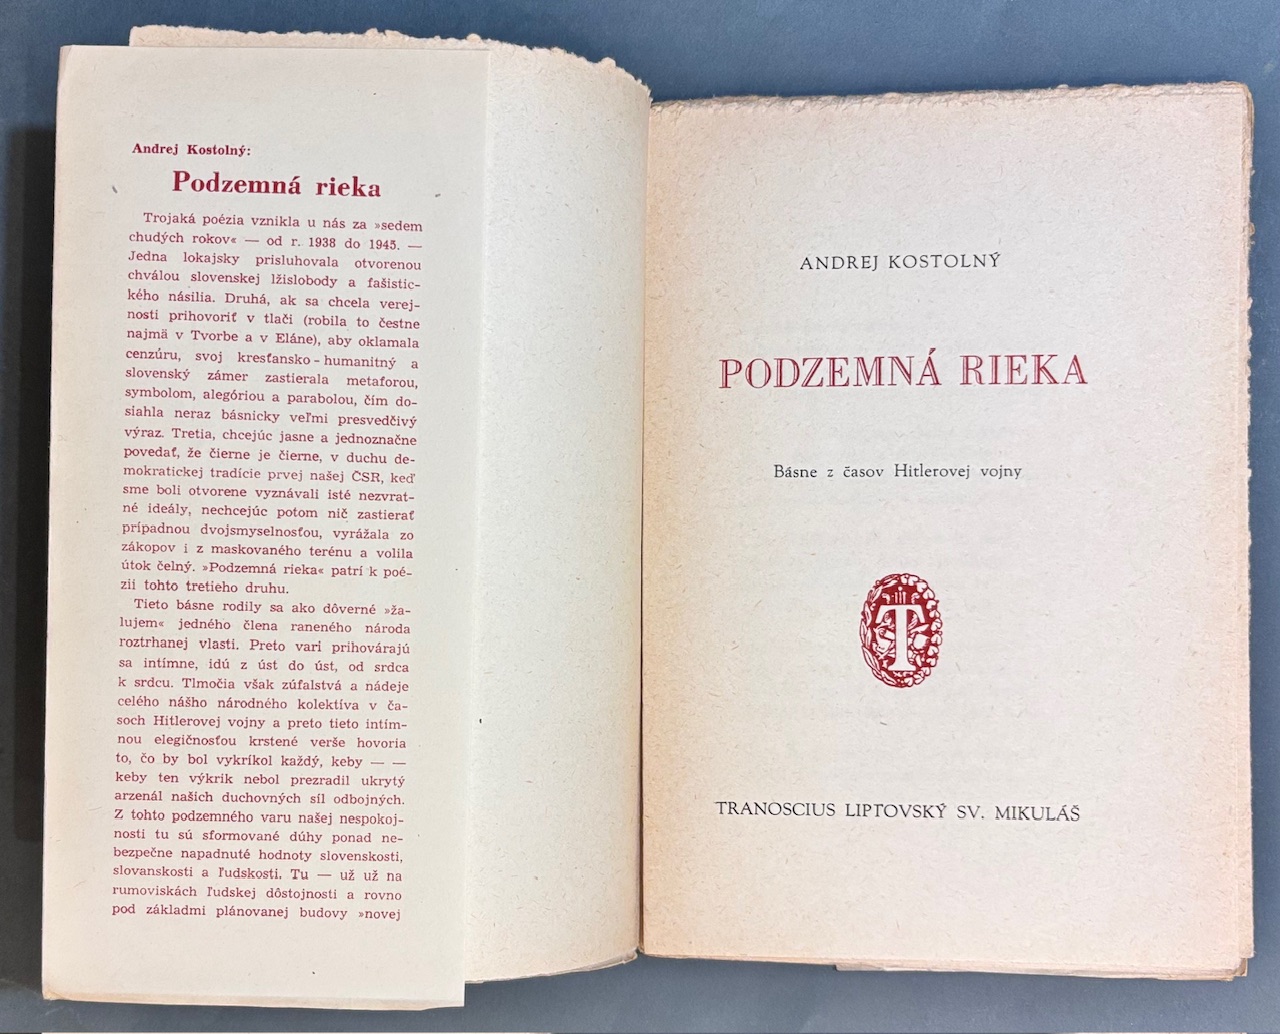 Andrej Kostolný:
Podzemná rieka
Trojaká poézia vznikla u nás za »sedem
chudých rokov« — od r. 1938 do 1945. —
Jedna lokajsky prisluhovala otvorenou
chválou slovenskej lžislobody a fašistic-
kého násilia. Druhá, ak sa chcela verej-
nosti prihovoriť v tlači (robila to čestne
najmä v Tvorbe a v Eláne), aby oklamala
cenzúru, svoj kresťansko-humanitný a
slovenský zámer zastierala metaforou,
symbolom, alegóriou a parabolou, čím do-
siahla neraz básnicky veľmi presvedčivý
výraz. Tretia, chcejúc jasne a jednoznačne
povedať, že čierne je čierne, v duchu de-
mokratickej tradície prvej našej ČSR, keď
sme boli otvorene vyznávali isté nezvrat-
né ideály, nechcejúc potom nič zastierať
prípadnou dvojsmyselnosťou, vyrážala zo
zákopov i z maskovaného terénu a volila
útok čelný. »Podzemná rieka« patrí k poé-
zii tohto tretieho druhu.
Tieto básne rodily sa ako dôverné »ža-
lujem« jedného člena raneného národa
roztrhanej vlasti. Preto vari prihovárajú
sa intímne, idú z úst do úst, od srdca
k srdcu. Tlmočia však zúfalstvá a nádeje
celého nášho národného kolektíva v ča-
soch Hitlerovej vojny a preto tieto intím-
nou elegičnosťou krstené verše hovoria
to, čo by bol vykríkol každý, keby — —
keby ten výkrik nebol prezradil ukrytý
arzenál našich duchovných síl odbojných.
Z tohto podzemného varu našej nespokoj-
nosti tu sú sformované dúhy ponad ne-
bezpečne napadnuté hodnoty slovenskosti,
slovanskosti a ľudskosti. Tu — už už na
rumoviskách ľudskej dôstojnosti a rovno
pod základmi plánovanej budovy »novej
ANDREJ KOSTOLNÝ
PODZEMNÁ RIEKA
Básne z časov Hitlerovej vojny
T
TRANOSCIUS LIPTOVSKÝ SV. MIKULÁŠ